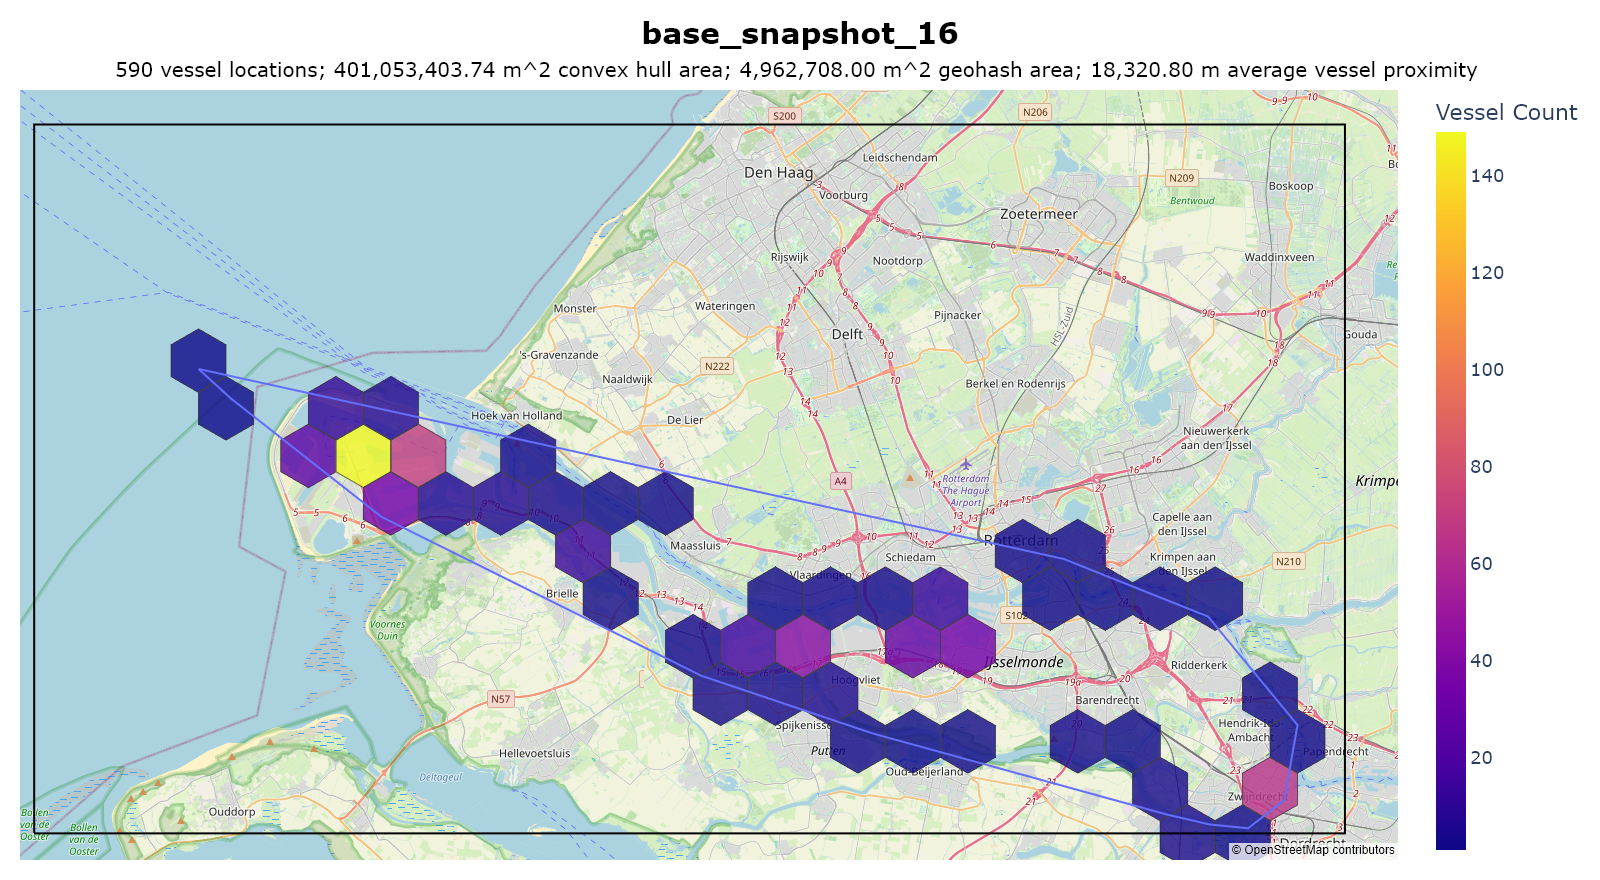 base_snapshot_16
590 vessel locations; 401,053,403.74 m^2 convex hull area; 4,962,708.00 m^2 geohash area; 18,320.80 m average vessel proximity
Vessel Count
140
120
100
80
60
40
20
S200
N206
Leidschendam
Den Haag
Voorburg
N209
Boskoop
Bentwoud
Zoetermeer
Rijswijk
Nootdorp
Waddinxveen
Monster
Wateringen
Pijnacker
HSL-Zuid
Delft
Gouda
's-Gravenzande
N222
Naaldwijk
Berkel en Rodenrijs
Hoek van Holland
De Lier
Nieuwerkerk
aan den IJssel
A4
Rotterdam
The Hague
Airport
Krimpe
Capelle aan
den IJssel
Maassluis
Schiedam
Rotterdam
Krimpen aan
den IJssel
N210
Vlaardingen
Brielle
S102
Voornes
Duin
IJsselmonde
Ridderkerk
Hoogvliet
N57
Barendrecht
Spijkenisse
Hendrik-Ido-
Ambacht
Hellevoetsluis
Putten
Papendrecht
Oud-Beijerland
Deltageul
Zwijndrecht
Ouddorp
Bollen
van de
Ooster
Bollen
van de
Ooster
Dordrecht
© OpenStreetMap contributors